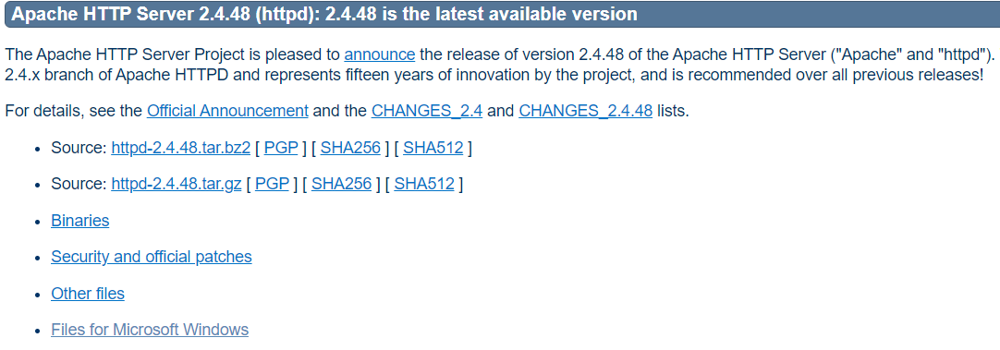 Apache HTTP Server 2.4.48 (httpd): 2.4.48 is the latest available version
The Apache HTTP Server Project is pleased to announce the release of version 2.4.48 of the Apache HTTP Server ("Apache" and "httpd").
2.4.x branch of Apache HTTPD and represents fifteen years of innovation by the project, and is recommended over all previous releases!
For details, see the Official Announcement and the CHANGES_2.4 and CHANGES_2.4.48 lists.
• Source: httpd-2.4.48.tar.bz2 [ PGP ] [ SHA256 ] [ SHA512 ]
• Source: httpd-2.4.48.tar.gz [ PGP ] [ SHA256 ] [ SHA512 ]
• Binaries
• Security and official patches
• Other files
• Files for Microsoft Windows